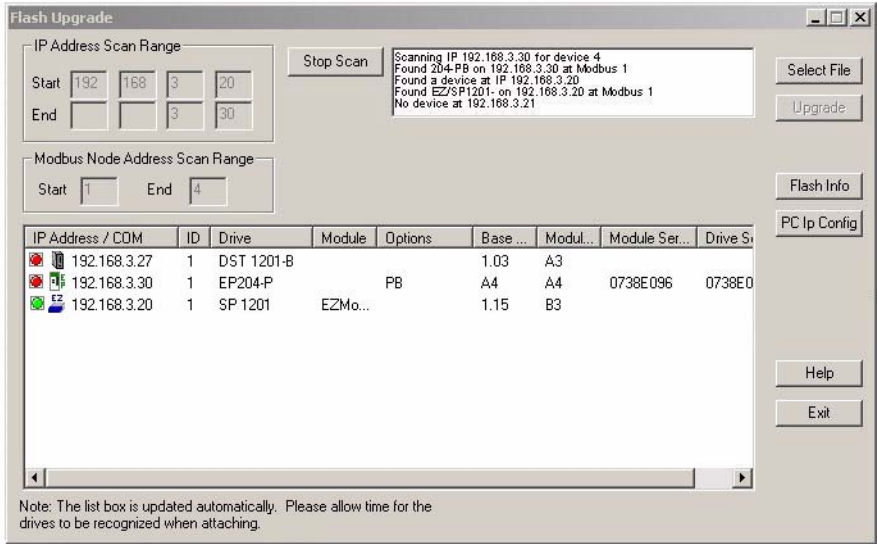 Flash Upgrade
IP Address Scan Range
Start 192 168 3 20
End 3 30
Stop Scan
Scanning IP 192.168.3.30 for device 4
Found 204-PB on 192.168.3.30 at Modbus 1
Found a device at IP 192.168.3.20
Found EZ/SP1201- on 192.168.3.20 at Modbus 1
No device at 192.168.3.21
Select File
Upgrade
Modbus Node Address Scan Range
Start 1 End 4
Flash Info
PC Ip Config
IP Address / COM ID Drive Module Options Base ... Modul... Module Ser... Drive S
192.168.3.27 1 DST 1201-B 1.03 A3
192.168.3.30 1 EP204-P PB A4 A4 0738E096 0738E0
EZ 192.168.3.20 1 SP 1201 EZMo... 1.15 B3
Help
Exit
Note: The list box is updated automatically. Please allow time for the
drives to be recognized when attaching.